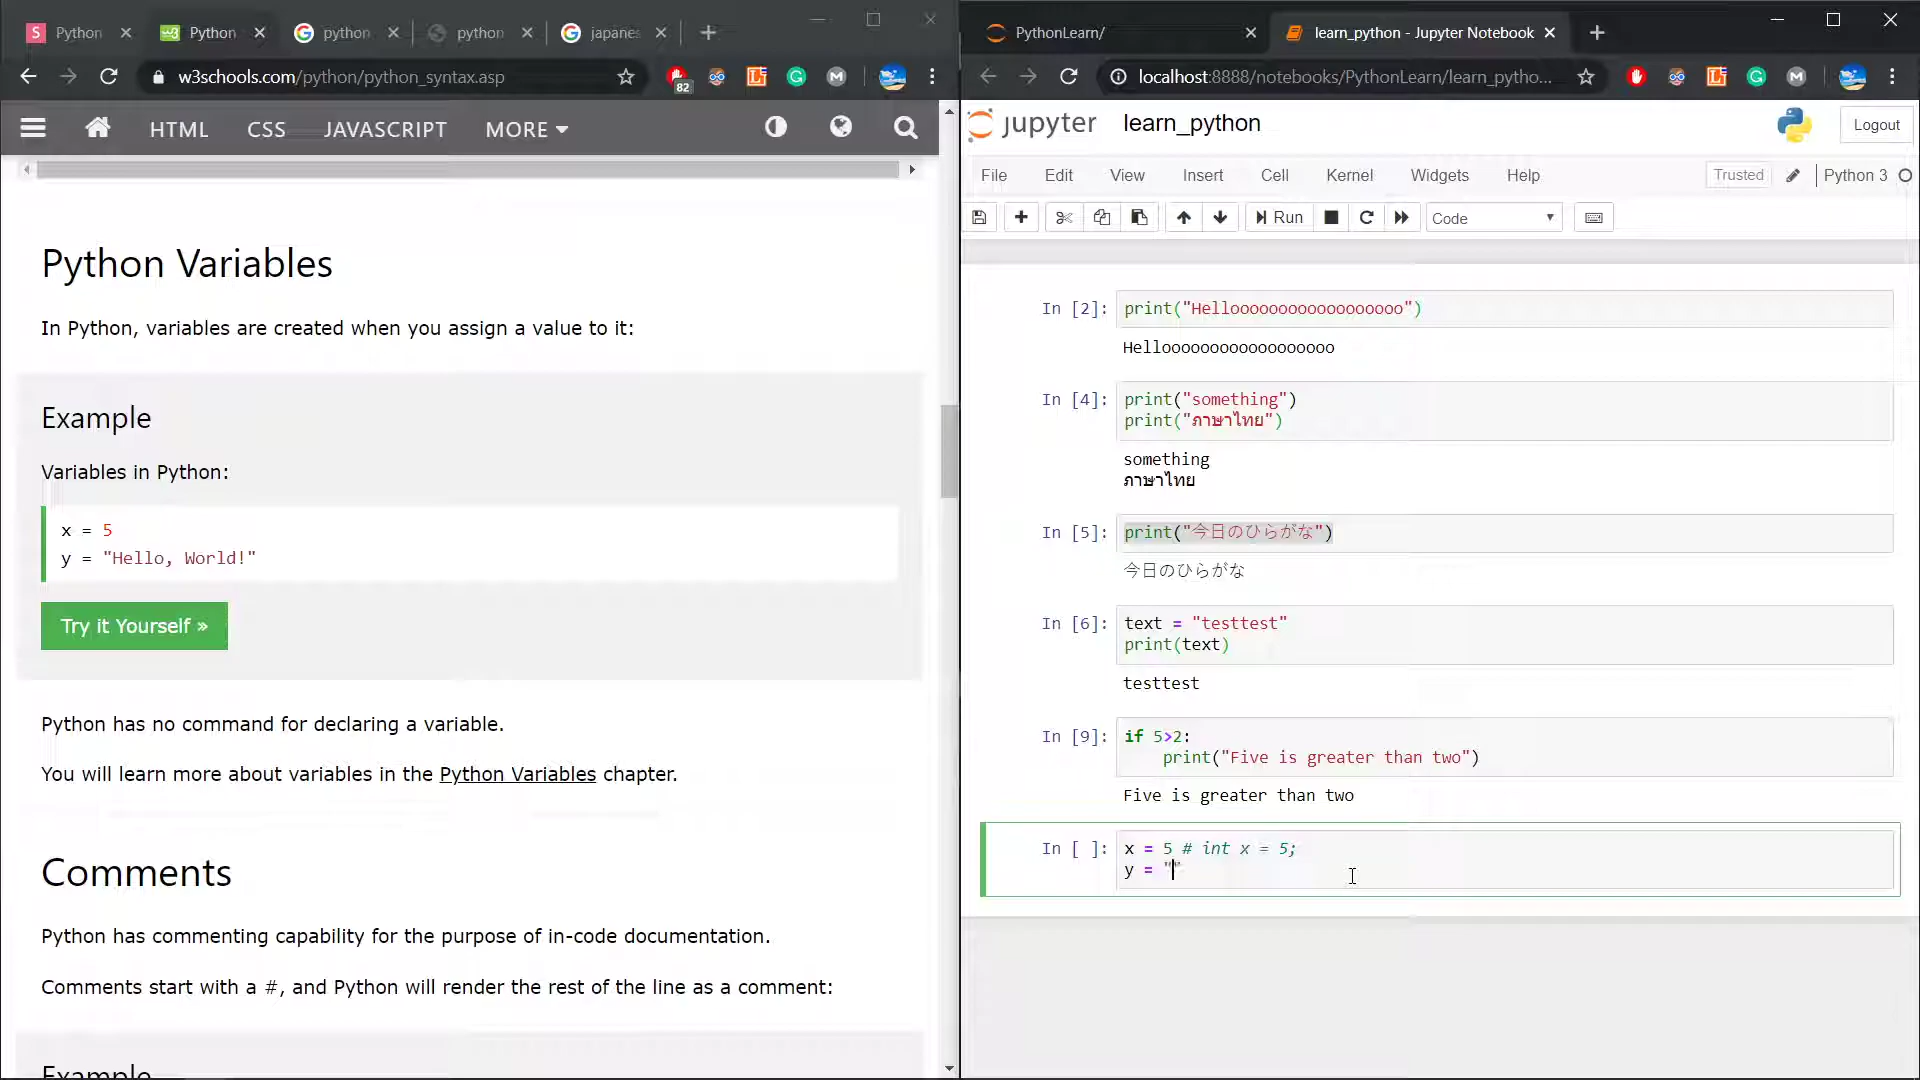 Python
Python
python
python
japane
w3schools.com/python/python_syntax.asp
82
HTML
CSS
JAVASCRIPT
MORE
Python Variables
In Python, variables are created when you assign a value to it:
Example
Variables in Python:
x = 5
y = "Hello, World!"
Try it Yourself »
Python has no command for declaring a variable.
You will learn more about variables in the Python Variables chapter.
Comments
Python has commenting capability for the purpose of in-code documentation.
Comments start with a #, and Python will render the rest of the line as a comment:
Example
PythonLearn/
learn_python - Jupyter Notebook
localhost:8888/notebooks/PythonLearn/learn_pytho...
jupyter
learn_python
Logout
File
Edit
View
Insert
Cell
Kernel
Widgets
Help
Trusted
Python 3
Run
Code
In [2]: print("Helloooooooooooooooooo")
Helloooooooooooooooooo
In [4]: print("something")
print("ภาษาไทย")
something
ภาษาไทย
In [5]: print("今日のひらがな")
今日のひらがな
In [6]: text = "testtest"
print(text)
testtest
In [9]: if 5>2:
print("Five is greater than two")
Five is greater than two
In [ ]: x = 5 # int x = 5;
y = ""